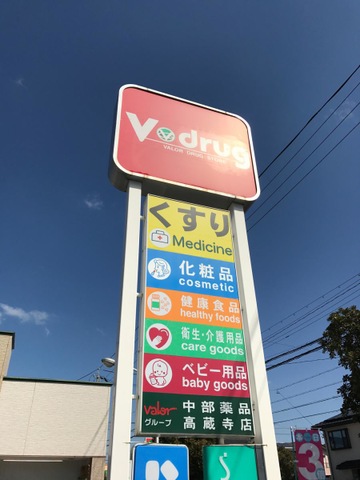 V drug
VALOR DRUG STORE
くすり
Medicine
化粧品
cosmetic
健康食品
healthy foods
衛生・介護用品
care goods
ベビー用品
baby goods
valor
グループ
中部薬品
高蔵寺店
3